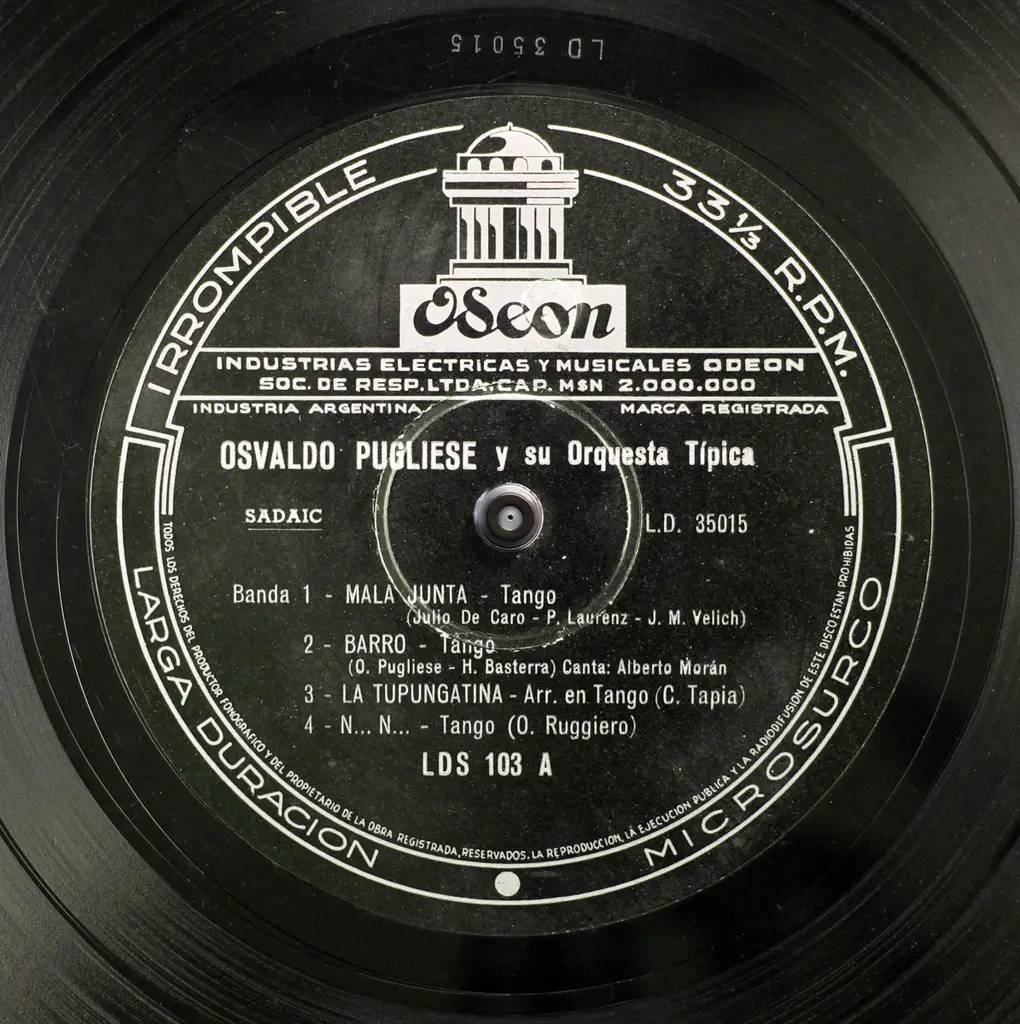 LD 35015
IRROMPIBLE
33 1/3 R.P.M.
Odeon
INDUSTRIAS ELECTRICAS Y MUSICALES ODEON
SOC. DE RESP. LTDA. CAP. M$N 2.000.000
INDUSTRIA ARGENTINA MARCA REGISTRADA
OSVALDO PUGLIESE y su Orquesta Típica
SADAIC L.D. 35015
Banda 1 - MALA JUNTA - Tango
(Julio De Caro - P. Laurenz - J. M. Velich)
2 - BARRO - Tango
(O. Pugliese - H. Basterra) Canta: Alberto Morán
3 - LA TUPUNGATINA - Arr. en Tango (C. Tapia)
4 - N... N... - Tango (O. Ruggiero)
LDS 103 A
TODOS LOS DERECHOS DEL PRODUCTOR FONOGRAFICO Y DEL PROPIETARIO DE LA OBRA REGISTRADA, RESERVADOS. LA REPRODUCCION, LA EJECUCION PUBLICA Y LA RADIODIFUSION DE ESTE DISCO ESTAN PROHIBIDAS
LARGA DURACION
MICROSURCO